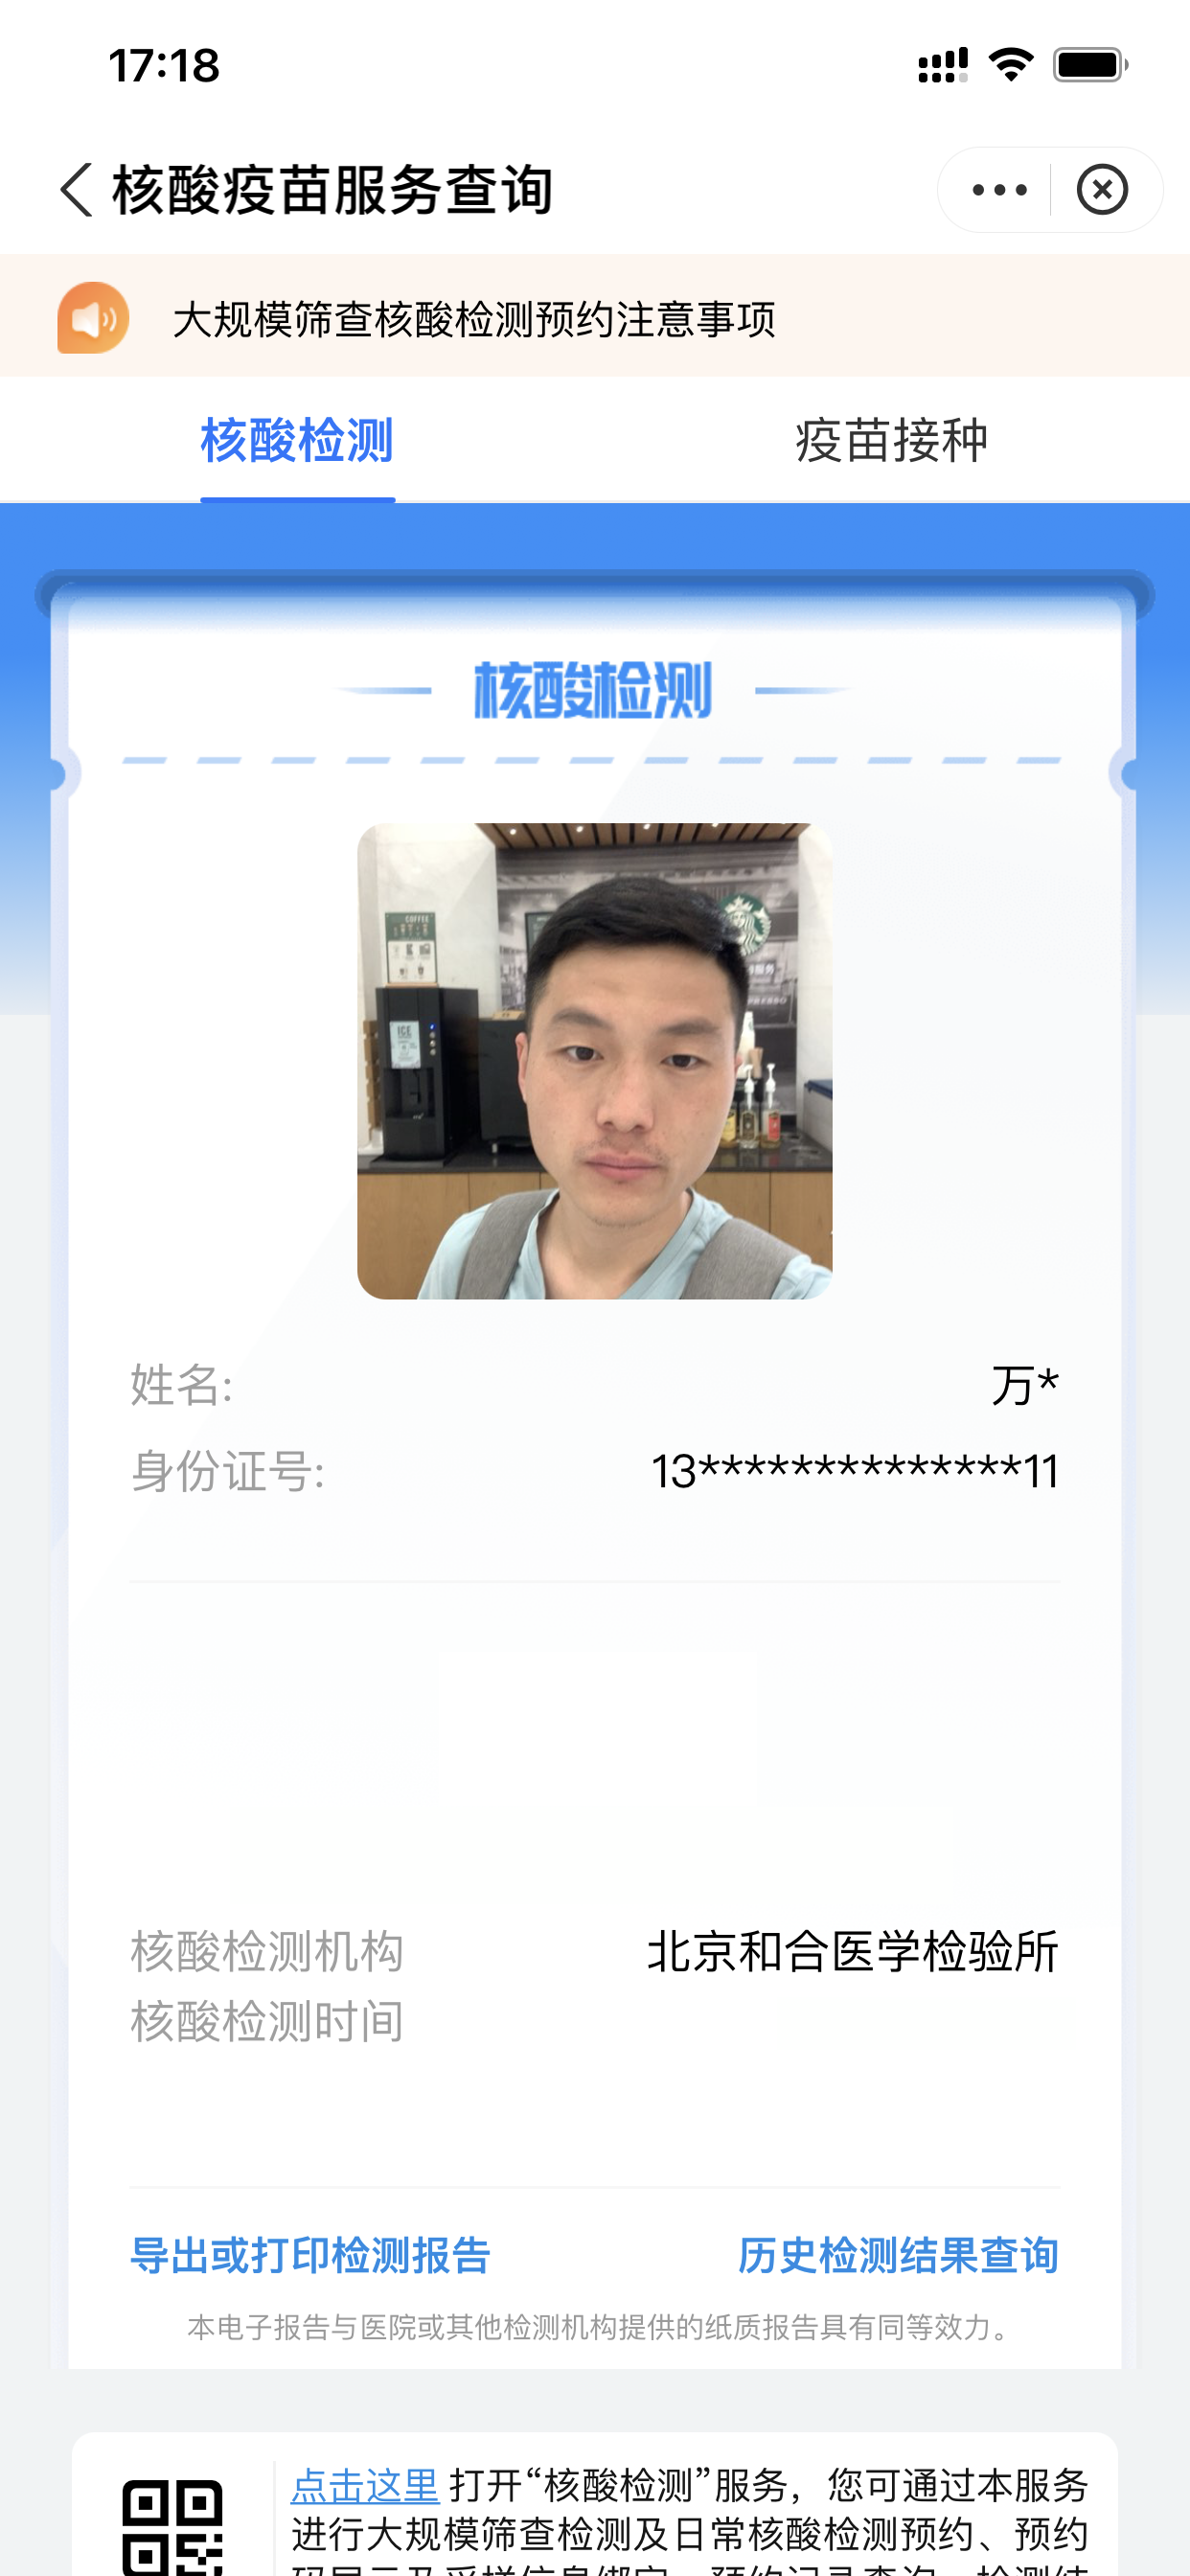 17:18
核酸疫苗服务查询
大规模筛查核酸检测预约注意事项
核酸检测
疫苗接种
核酸检测
COFFEE
ICE
姓名:
万*
身份证号:
13**************11
核酸检测机构
北京和合医学检验所
核酸检测时间
导出或打印检测报告
历史检测结果查询
本电子报告与医院或其他检测机构提供的纸质报告具有同等效力。
点击这里 打开“核酸检测”服务，您可通过本服务
进行大规模筛查检测及日常核酸检测预约、预约